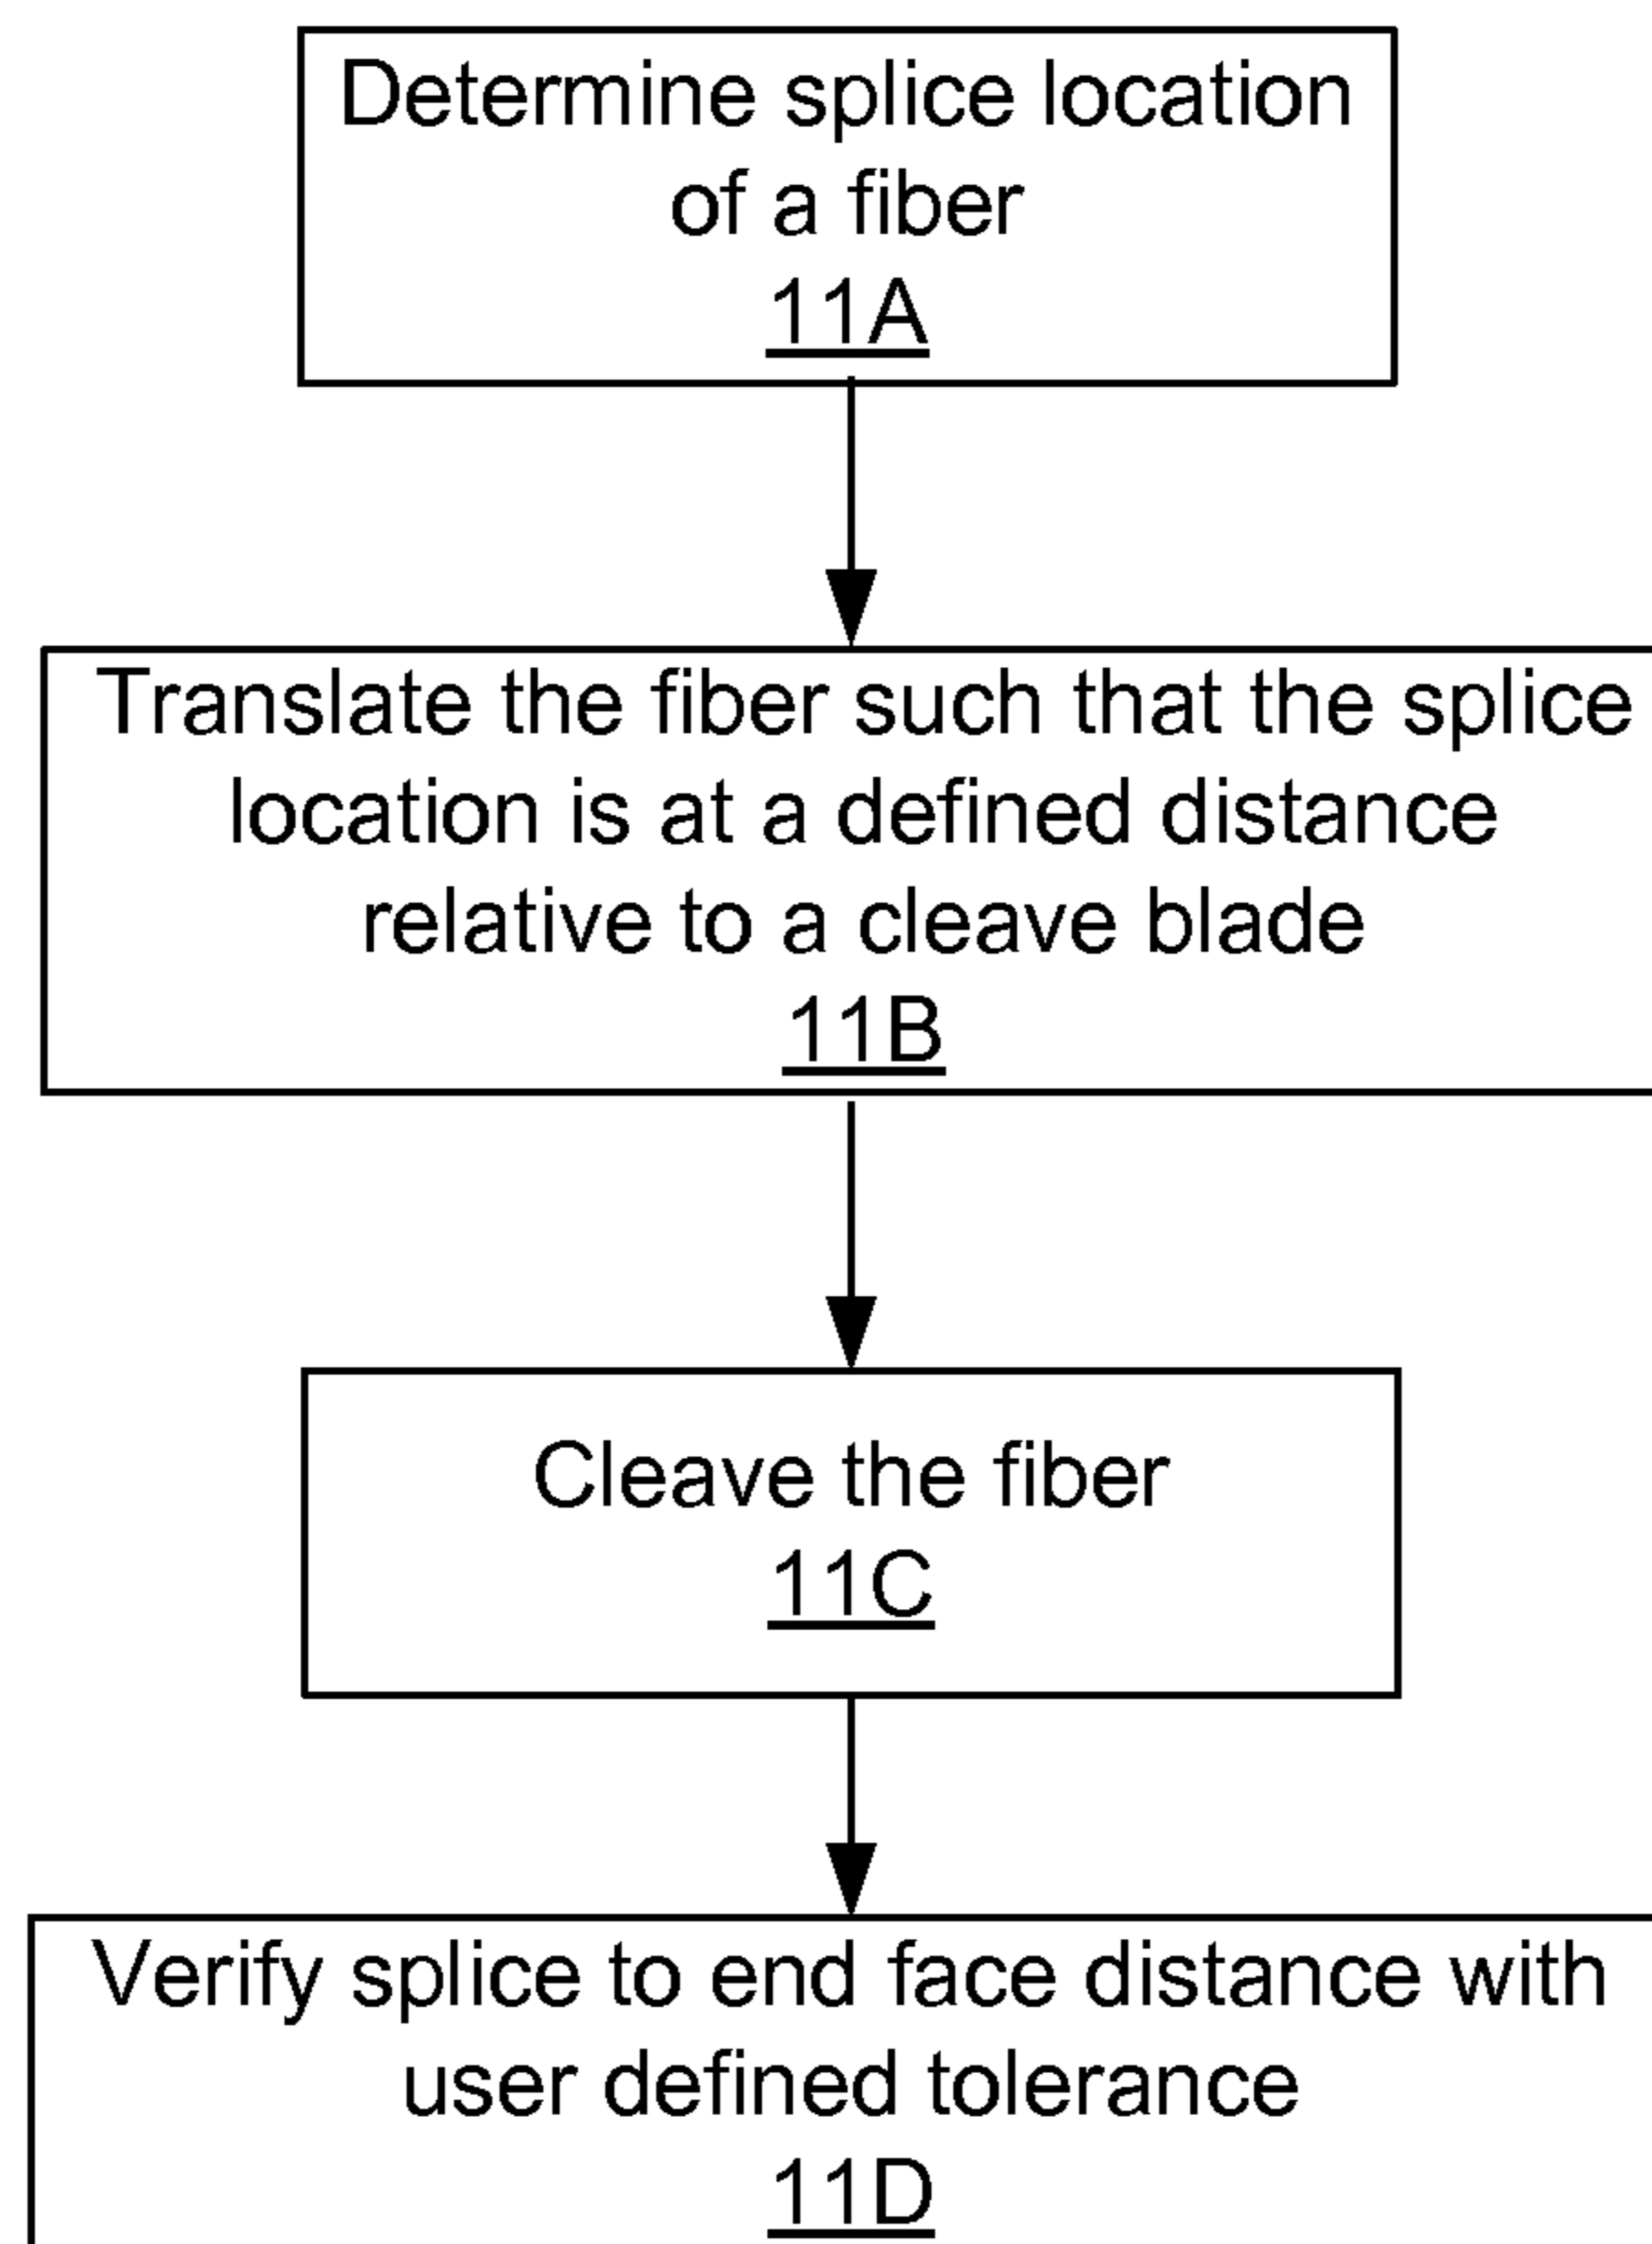 Determine splice location
of a fiber
11A
Translate the fiber such that the splice
location is at a defined distance
relative to a cleave blade
11B
Cleave the fiber
11C
Verify splice to end face distance with
user defined tolerance
11D